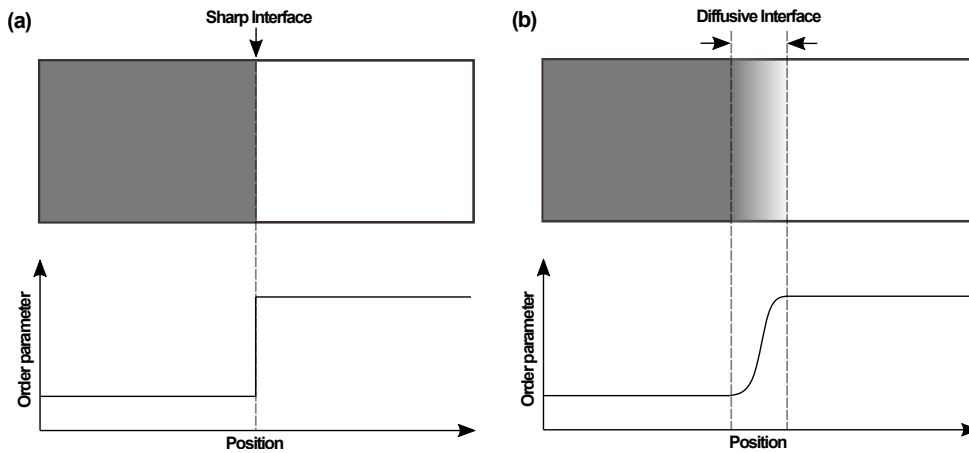 (a)
Sharp Interface
Order parameter
Position
(b)
Diffusive Interface
Order parameter
Position